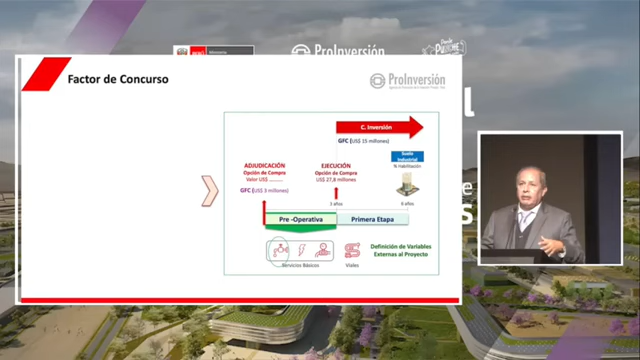 PERÚ Ministerio
ProInversión
Factor de Concurso
ProInversión
C. Inversión
GFC (US$ 15 millones)
Suelo
Industrial
% Habilitación
ADJUDICACIÓN
Opción de Compra
Valor US$ ............
GFC (US$ 3 millones)
EJECUCIÓN
Opción de Compra
US$ 27,8 millones
3 años
6 años
Pre -Operativa
Primera Etapa
Servicios Básicos
Viales
Definición de Variables
Externas al Proyecto